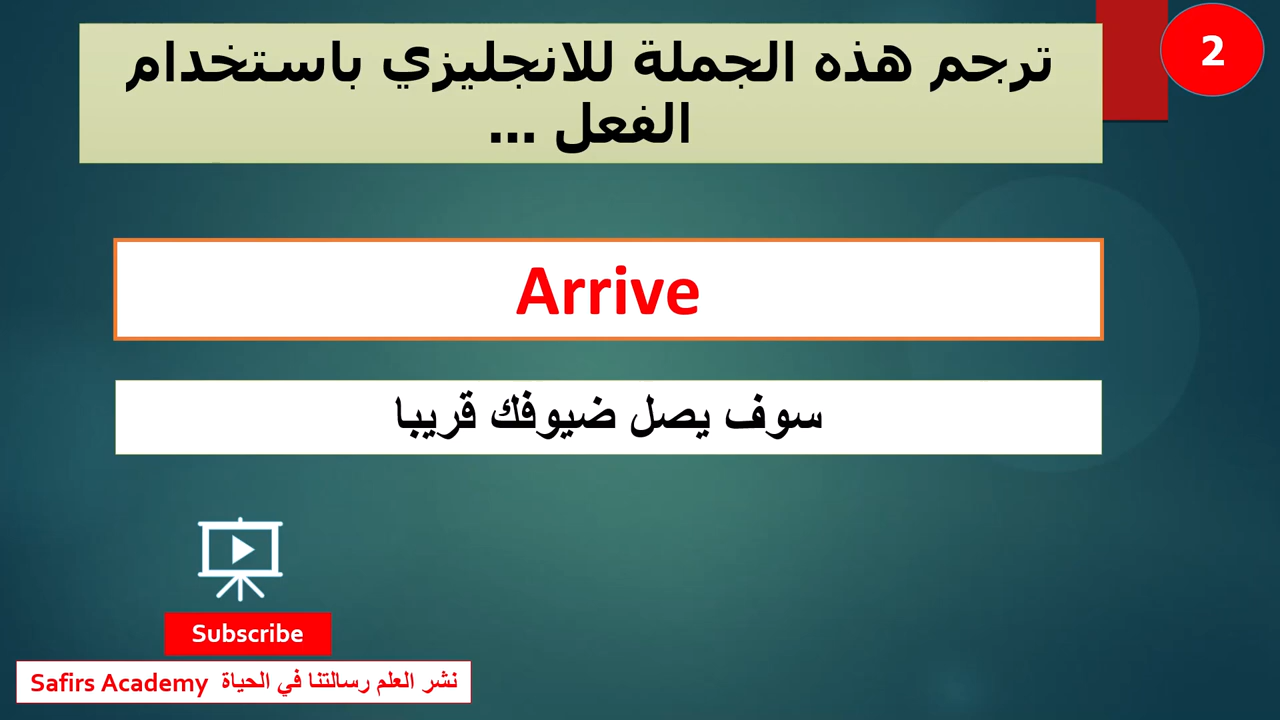 2
ترجم هذه الجملة للانجليزي باستخدام
الفعل ...
Arrive
سوف يصل ضيوفك قريبا
Subscribe
Safirs Academy نشر العلم رسالتنا في الحياة